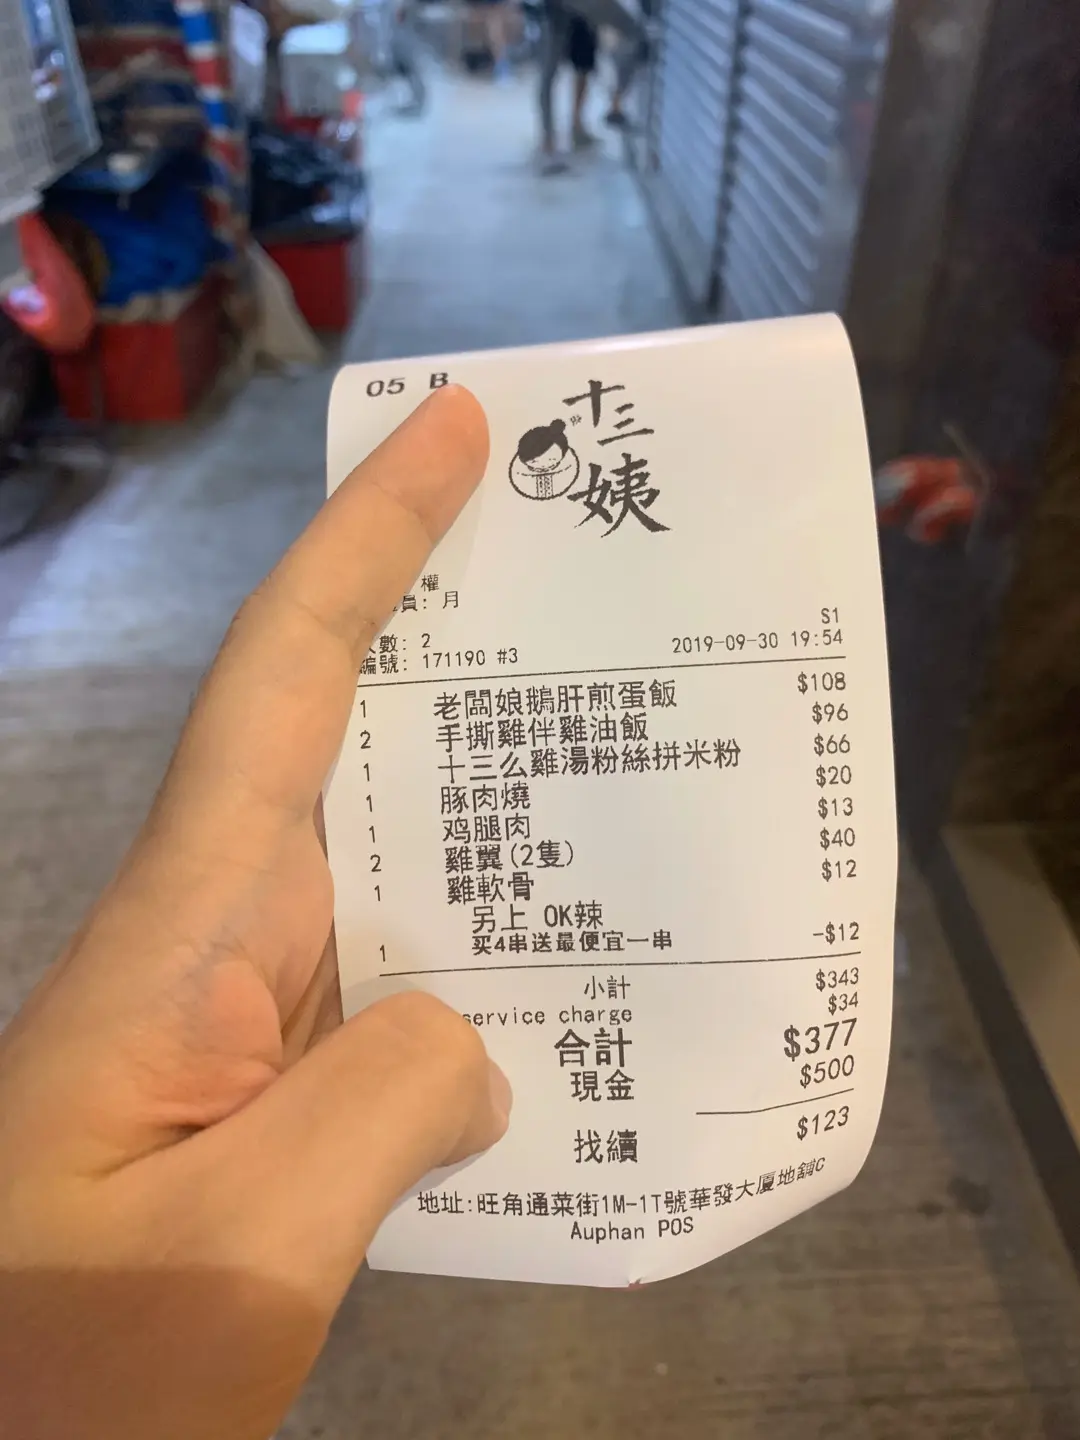 05 B
十三姨
權
員: 月
S1
數: 2
2019-09-30 19:54
編號: 171190 #3
1 老闆娘鵝肝煎蛋飯 $108
2 手撕雞伴雞油飯 $96
1 十三么雞湯粉絲拼米粉 $66
1 豚肉燒 $20
1 鸡腿肉 $13
2 雞翼(2隻) $40
1 雞軟骨 $12
另上 OK辣
1 买4串送最便宜一串 -$12
小計 $343
service charge $34
合計 $377
現金 $500
找續 $123
地址:旺角通菜街1M-1T號華發大厦地舖C
Auphan POS